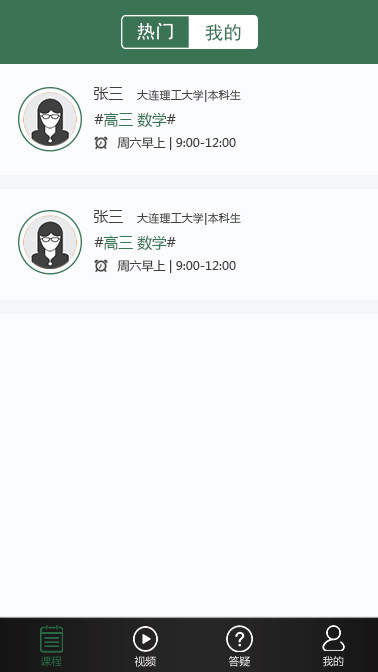 热门 我的
张三 大连理工大学|本科生
#高三 数学#
周六早上 | 9:00-12:00
张三 大连理工大学|本科生
#高三 数学#
周六早上 | 9:00-12:00
课程 视频 答疑 我的